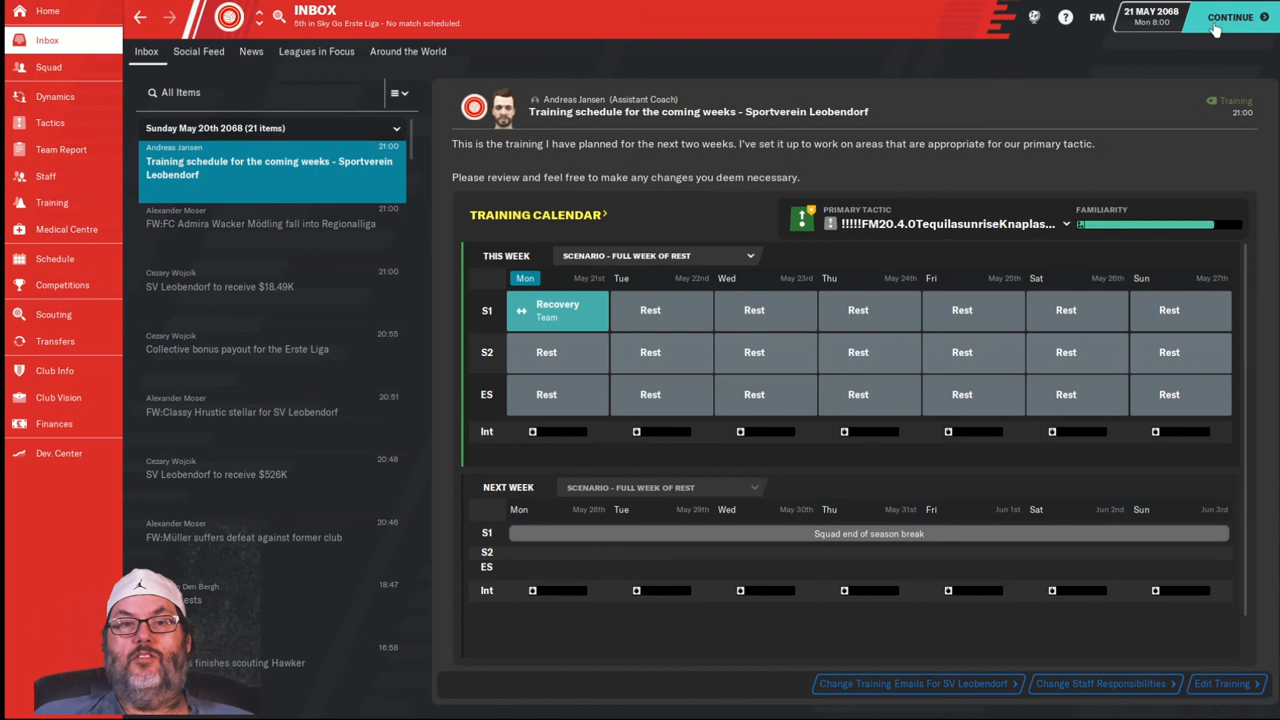 Home
Inbox
Squad
Dynamics
Tactics
Team Report
Staff
Training
Medical Centre
Schedule
Competitions
Scouting
Transfers
Club Info
Club Vision
Finances
Dev. Center
INBOX
5th in Sky Go Erste Liga - No match scheduled.
?
FM
21 MAY 2068
Mon 8:00
CONTINUE
Inbox
Social Feed
News
Leagues in Focus
Around the World
All Items
Sunday May 20th 2068 (21 items)
Andreas Jansen 21:00
Training schedule for the coming weeks - Sportverein
Leobendorf
Alexander Moser 21:00
FW:FC Admira Wacker Mödling fall into Regionalliga
Cezary Wojcik 21:00
SV Leobendorf to receive $18.49K
Cezary Wojcik 20:55
Collective bonus payout for the Erste Liga
Alexander Moser 20:51
FW:Classy Hrustic stellar for SV Leobendorf
Cezary Wojcik 20:48
SV Leobendorf to receive $526K
Alexander Moser 20:46
FW:Müller suffers defeat against former club
Den Bergh 18:47
16:58
finishes scouting Hawker
Andreas Jansen (Assistant Coach)
Training schedule for the coming weeks - Sportverein Leobendorf
Training
21:00
This is the training I have planned for the next two weeks. I've set it up to work on areas that are appropriate for our primary tactic.
Please review and feel free to make any changes you deem necessary.
TRAINING CALENDAR
PRIMARY TACTIC
!!!!!FM20.4.0TequilasunriseKnaplas...
FAMILIARITY
THIS WEEK
SCENARIO - FULL WEEK OF REST
Mon May 21st Tue May 22nd Wed May 23rd Thu May 24th Fri May 25th Sat May 26th Sun May 27th
S1 Recovery Team Rest Rest Rest Rest Rest Rest
S2 Rest Rest Rest Rest Rest Rest Rest
ES Rest Rest Rest Rest Rest Rest Rest
Int
NEXT WEEK
SCENARIO - FULL WEEK OF REST
Mon May 28th Tue May 29th Wed May 30th Thu May 31st Fri Jun 1st Sat Jun 2nd Sun Jun 3rd
S1 Squad end of season break
S2
ES
Int
Change Training Emails For SV Leobendorf
Change Staff Responsibilities
Edit Training